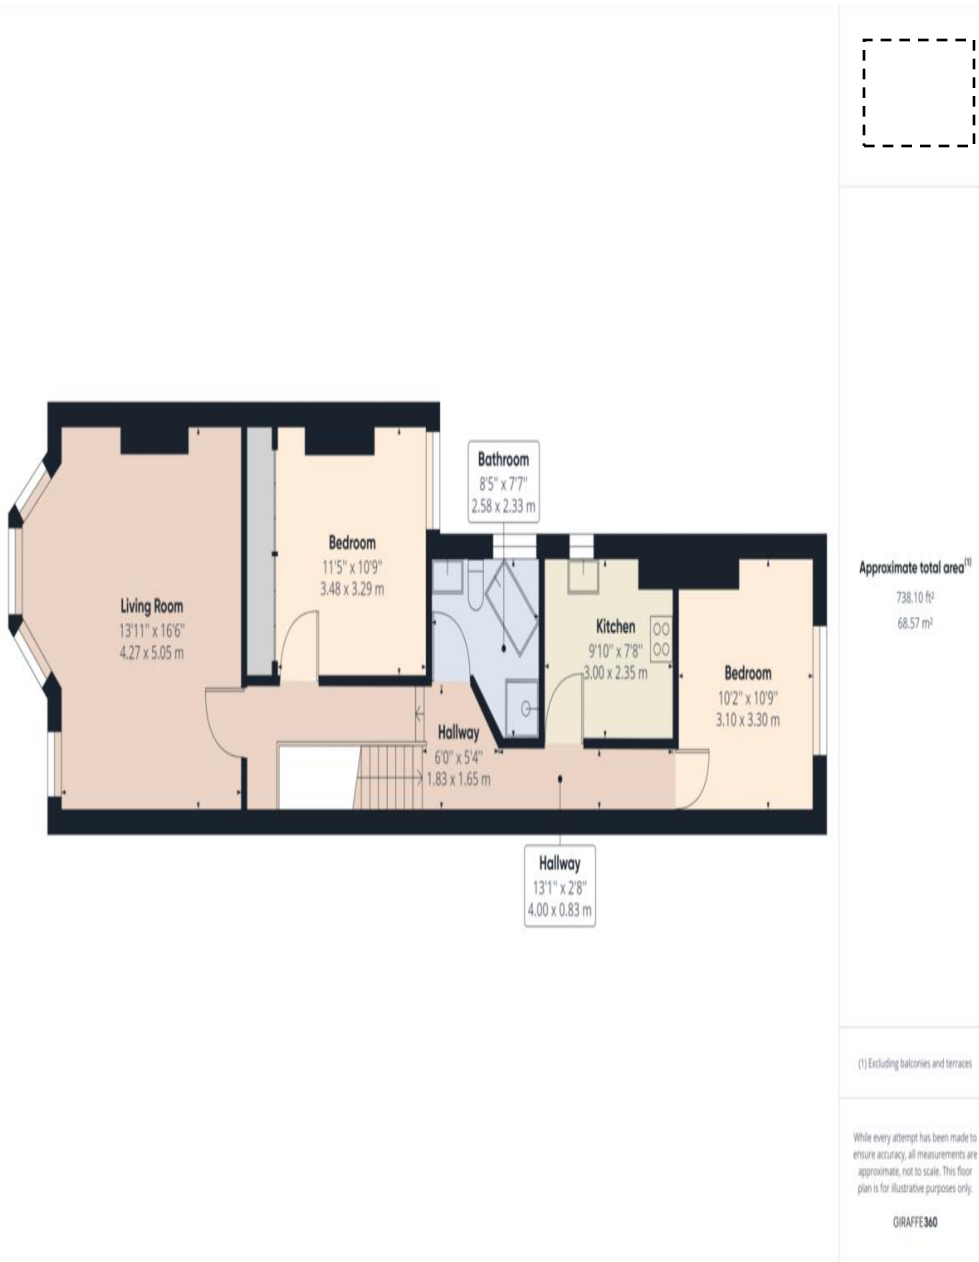 Bathroom
8'5" x 7'7"
2.58 x 2.33 m
Bedroom
11'5" x 10'9"
3.48 x 3.29 m
Living Room
13'11" x 16'6"
4.27 x 5.05 m
Kitchen
9'10" x 7'8"
3.00 x 2.35 m
Bedroom
10'2" x 10'9"
3.10 x 3.30 m
Hallway
6'0" x 5'4"
1.83 x 1.65 m
Hallway
13'1" x 2'8"
4.00 x 0.83 m
Approximate total area(1)
738.10 ft²
68.57 m²
(1) Excluding balconies and terraces
While every attempt has been made to
ensure accuracy, all measurements are
approximate, not to scale. This floor
plan is for illustrative purposes only.
GIRAFFE360